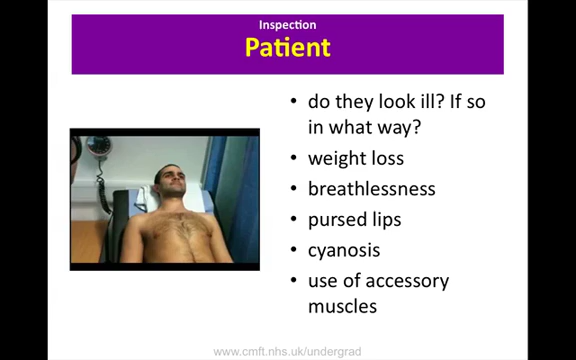 Inspection
Patient
• do they look ill? If so
in what way?
• weight loss
• breathlessness
• pursed lips
• cyanosis
• use of accessory
muscles
www.cmft.nhs.uk/undergrad